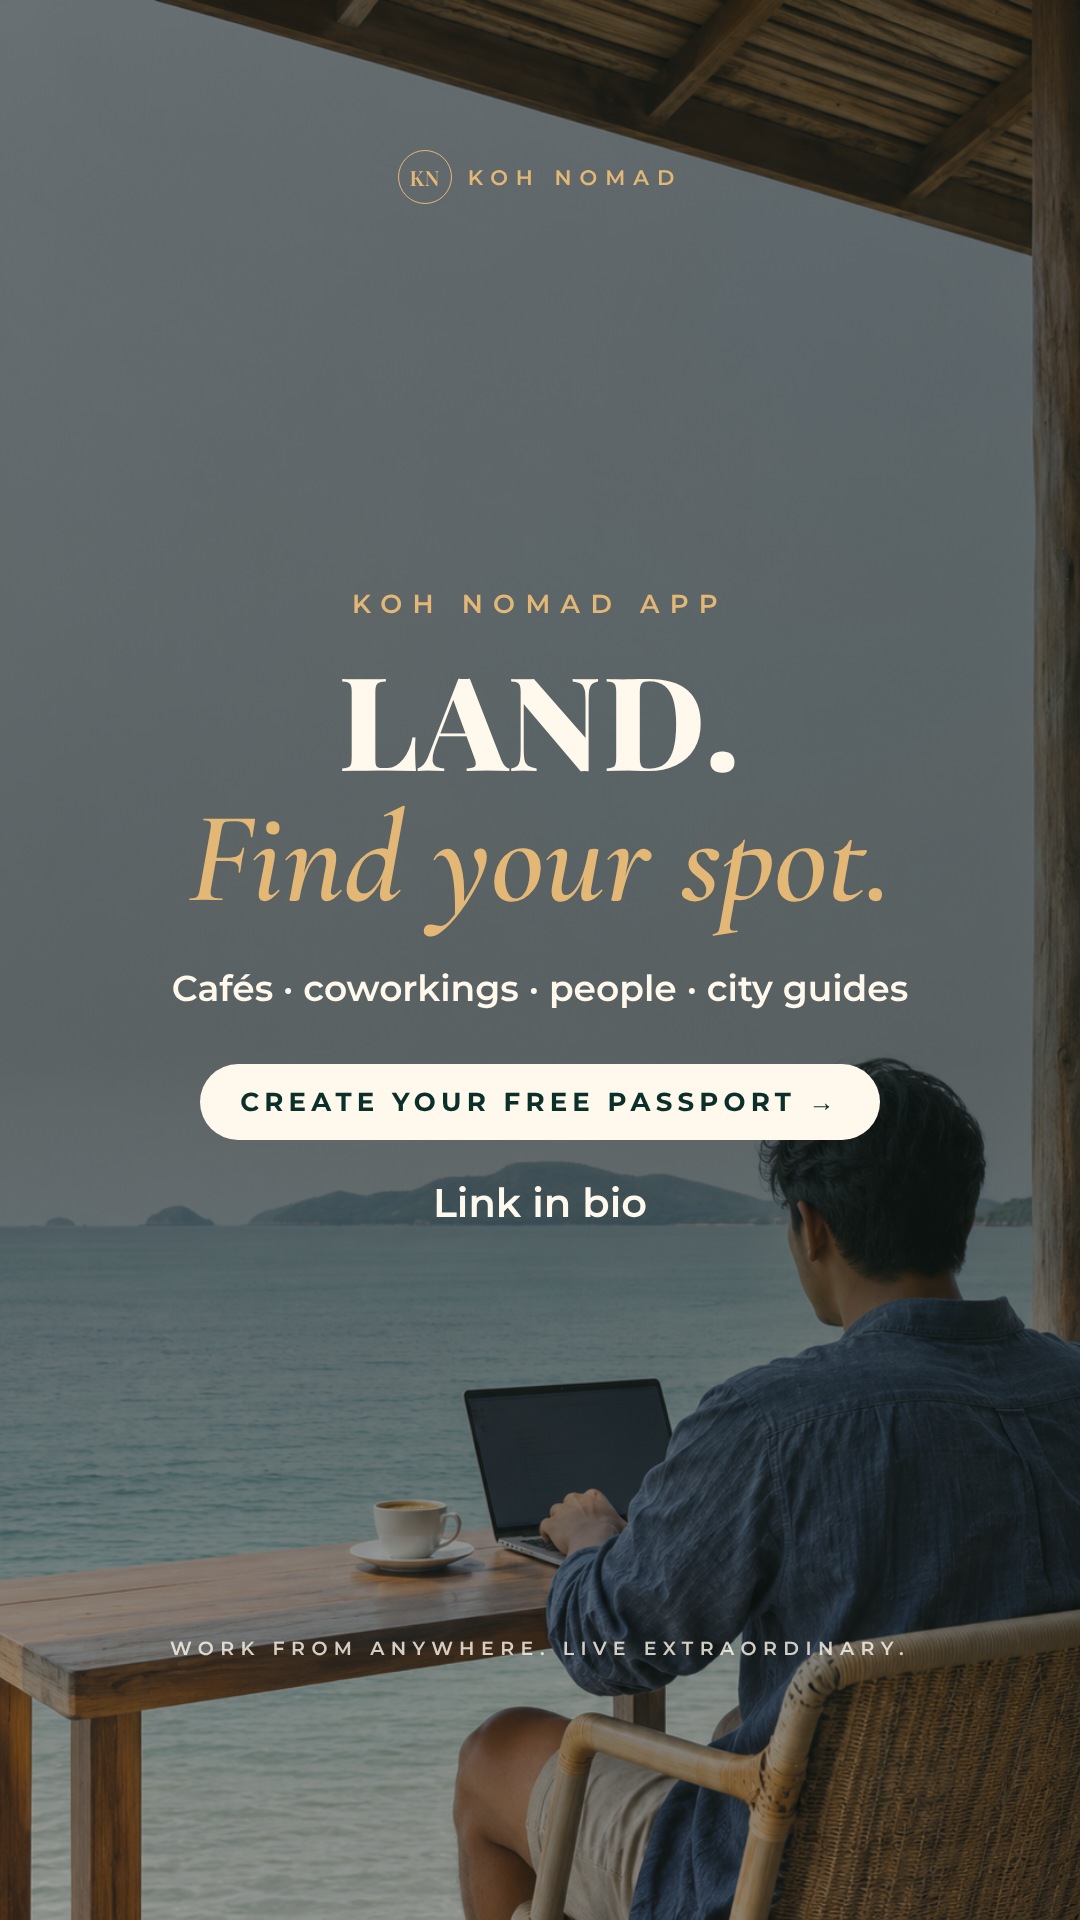 KN KOH NOMAD
KOH NOMAD APP
LAND.
Find your spot.
Cafés · coworkings · people · city guides
CREATE YOUR FREE PASSPORT →
Link in bio
WORK FROM ANYWHERE. LIVE EXTRAORDINARY.